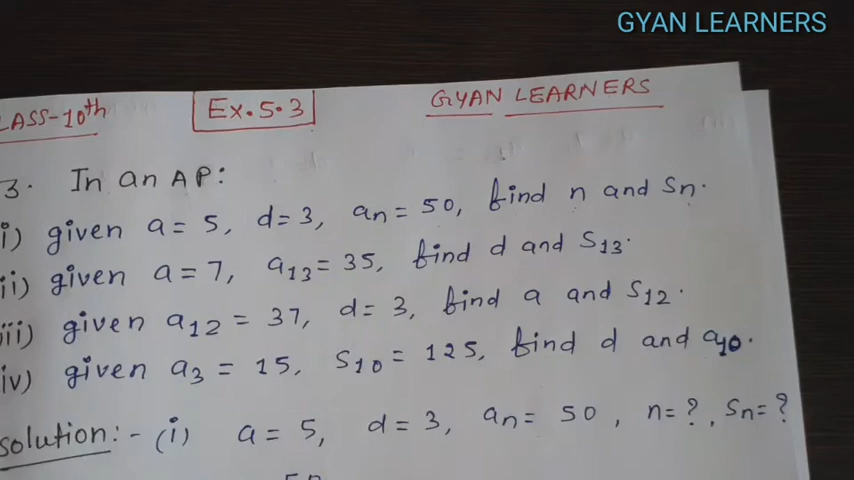 GYAN LEARNERS
LASS-10th Ex.5.3 GYAN LEARNERS
3. In an AP:
i) given a = 5, d = 3, an = 50, find n and Sn.
ii) given a = 7, a13 = 35, find d and S13.
iii) given a12 = 37, d = 3, find a and S12.
iv) given a3 = 15, S10 = 125, find d and a10.
Solution:- (i) a = 5, d = 3, an = 50, n = ?, Sn = ?